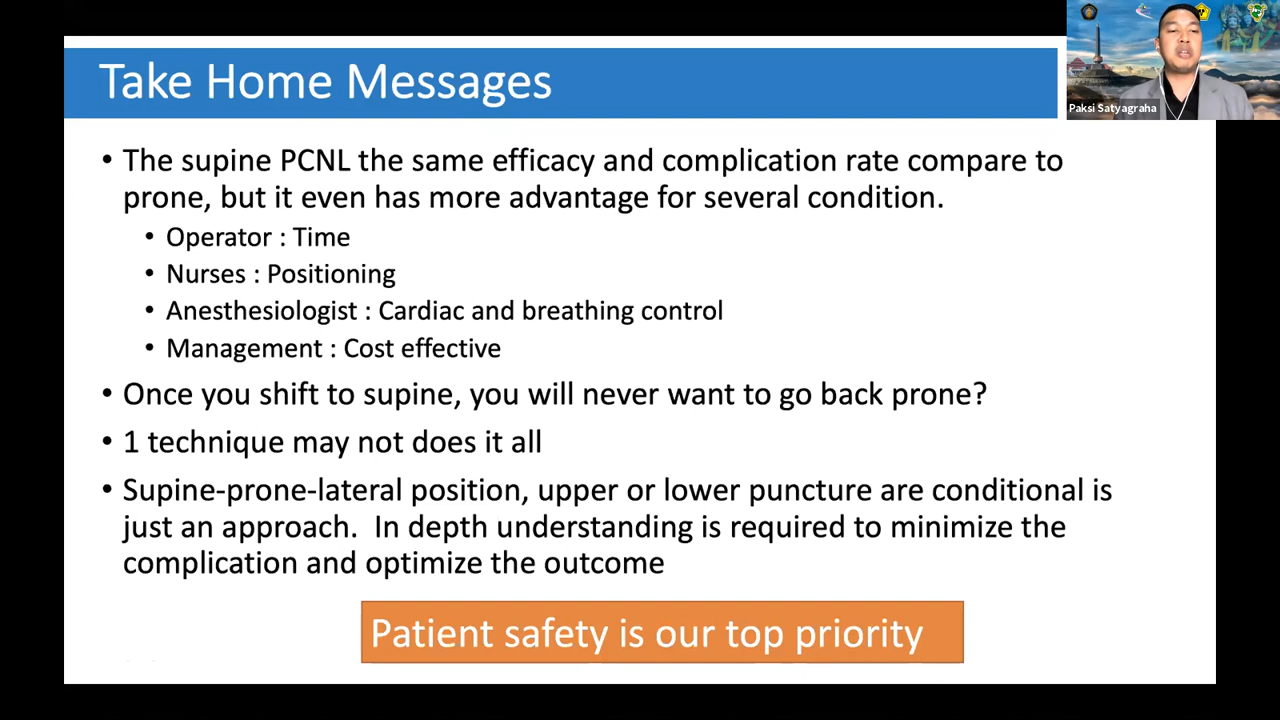 Take Home Messages
Paksi Satyagraha
• The supine PCNL the same efficacy and complication rate compare to
prone, but it even has more advantage for several condition.
• Operator : Time
• Nurses : Positioning
• Anesthesiologist : Cardiac and breathing control
• Management : Cost effective
• Once you shift to supine, you will never want to go back prone?
• 1 technique may not does it all
• Supine-prone-lateral position, upper or lower puncture are conditional is
just an approach.  In depth understanding is required to minimize the
complication and optimize the outcome
Patient safety is our top priority